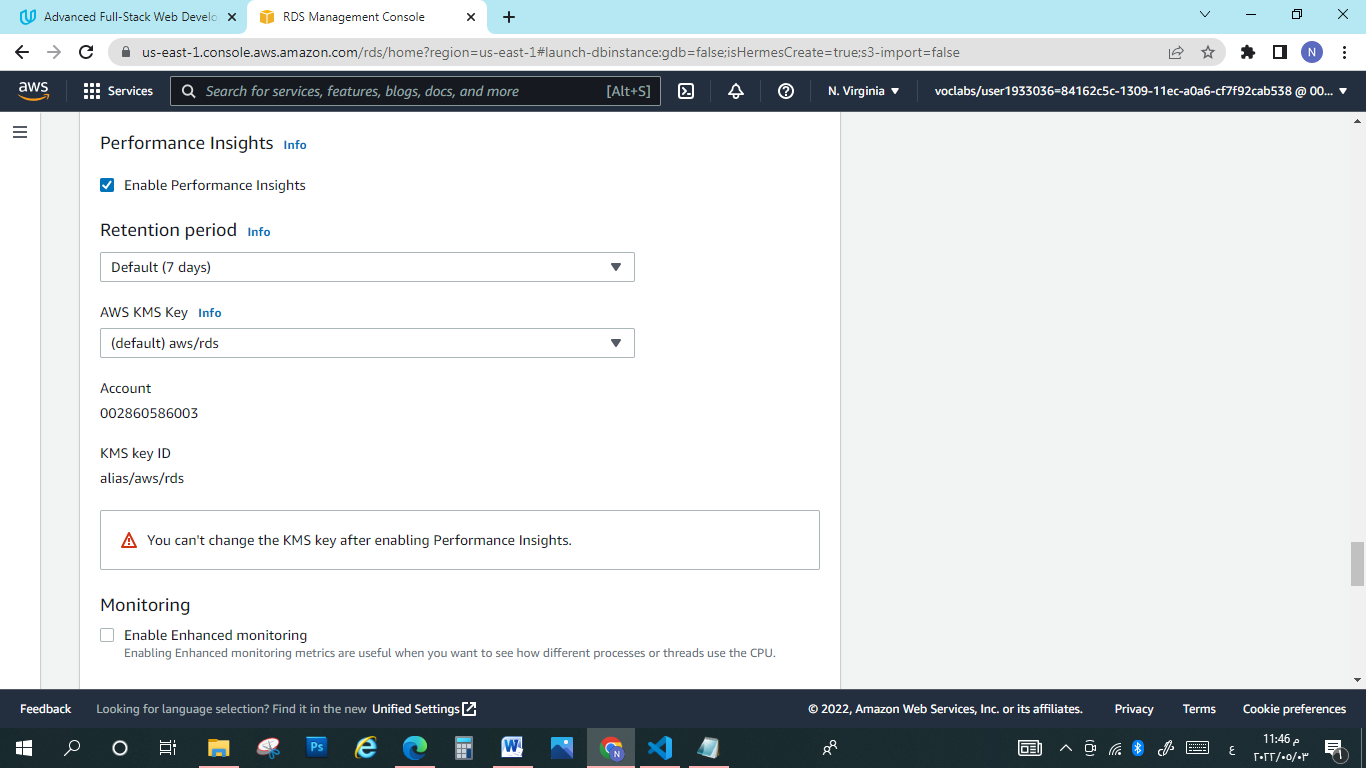 Advanced Full-Stack Web Develo
RDS Management Console
us-east-1.console.aws.amazon.com/rds/home?region=us-east-1#launch-dbinstance:gdb=false;isHermesCreate=true;s3-import=false
N
aws
Services
Search for services, features, blogs, docs, and more
[Alt+S]
N. Virginia
voclabs/user1933036=84162c5c-1309-11ec-a0a6-cf7f92cab538 @ 00...
Performance Insights Info
Enable Performance Insights
Retention period Info
Default (7 days)
AWS KMS Key Info
(default) aws/rds
Account
002860586003
KMS key ID
alias/aws/rds
You can't change the KMS key after enabling Performance Insights.
Monitoring
Enable Enhanced monitoring
Enabling Enhanced monitoring metrics are useful when you want to see how different processes or threads use the CPU.
Feedback
Looking for language selection? Find it in the new Unified Settings
© 2022, Amazon Web Services, Inc. or its affiliates.
Privacy
Terms
Cookie preferences
Ps
W
N
ع
11:46 م
٢٠٢٢/٠٥/٠٣
1